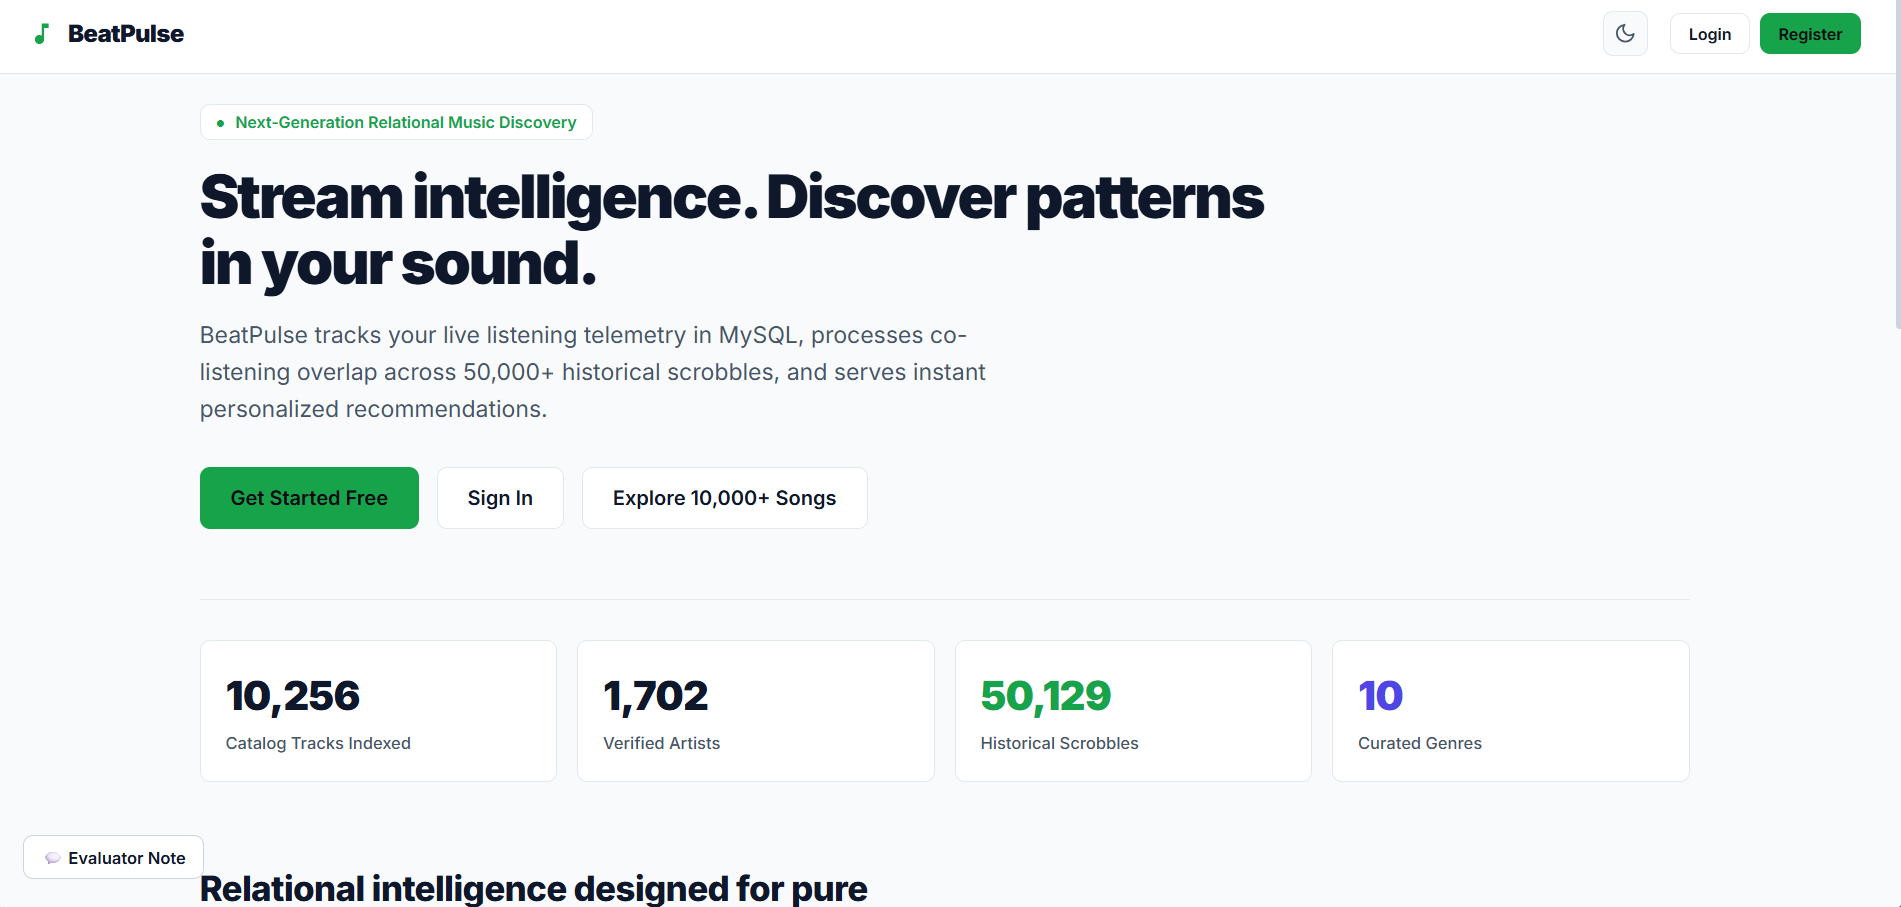 BeatPulse
Login
Register
Next-Generation Relational Music Discovery
Stream intelligence. Discover patterns
in your sound.
BeatPulse tracks your live listening telemetry in MySQL, processes co-
listening overlap across 50,000+ historical scrobbles, and serves instant
personalized recommendations.
Get Started Free
Sign In
Explore 10,000+ Songs
10,256
Catalog Tracks Indexed
1,702
Verified Artists
50,129
Historical Scrobbles
10
Curated Genres
Evaluator Note
Relational intelligence designed for pure